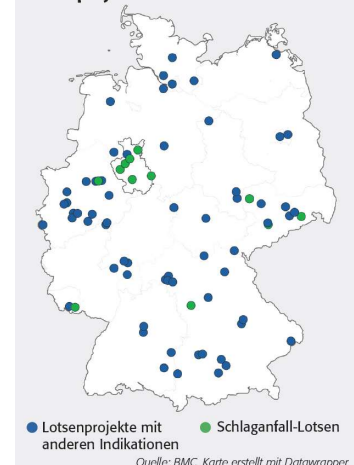 Lotsenprojekte mit
anderen Indikationen
Schlaganfall-Lotsen
Quelle: BMC, Karte erstellt mit Datawrapper